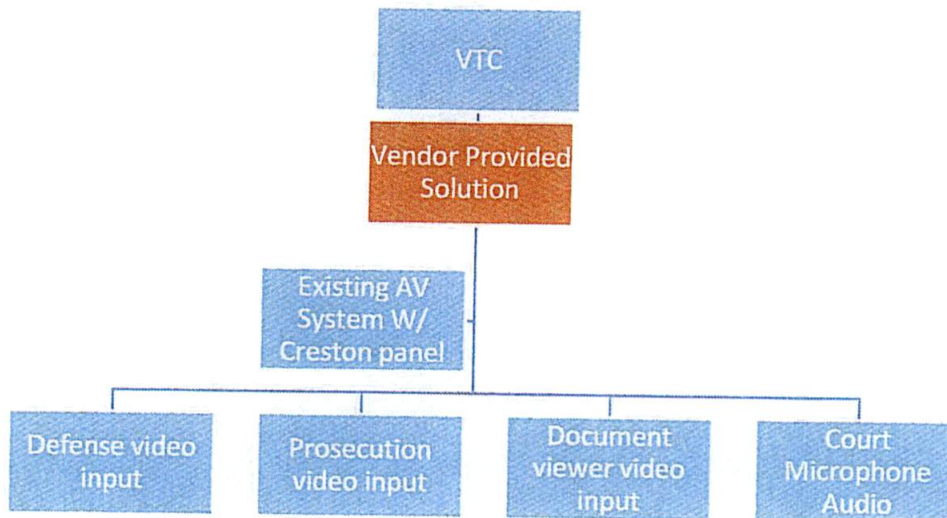 VTC
Vendor Provided
Solution
Existing AV
System W/
Creston panel
Defense video
input
Prosecution
video input
Document
viewer video
input
Court
Microphone
Audio